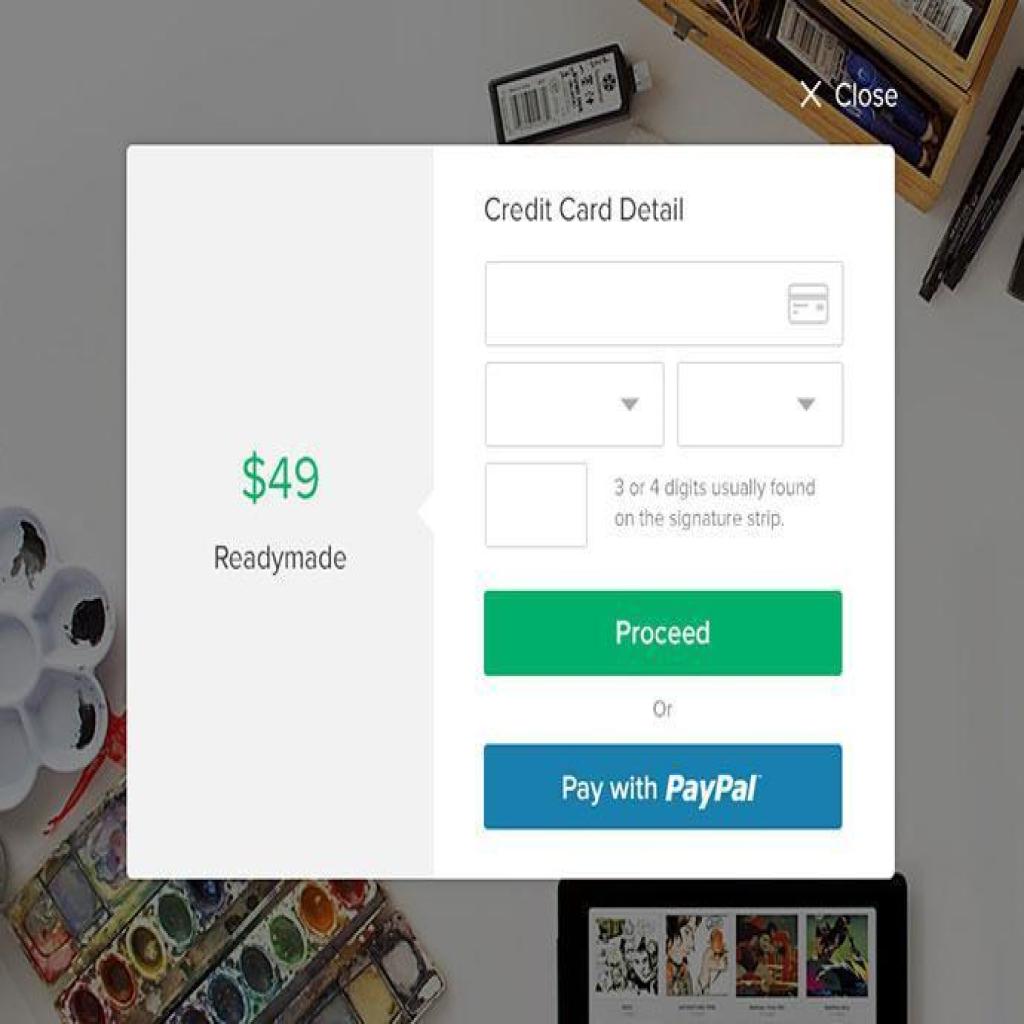 X Close
Credit Card Detail
$49
Readymade
3 or 4 digits usually found
on the signature strip.
Proceed
Or
Pay with PayPal